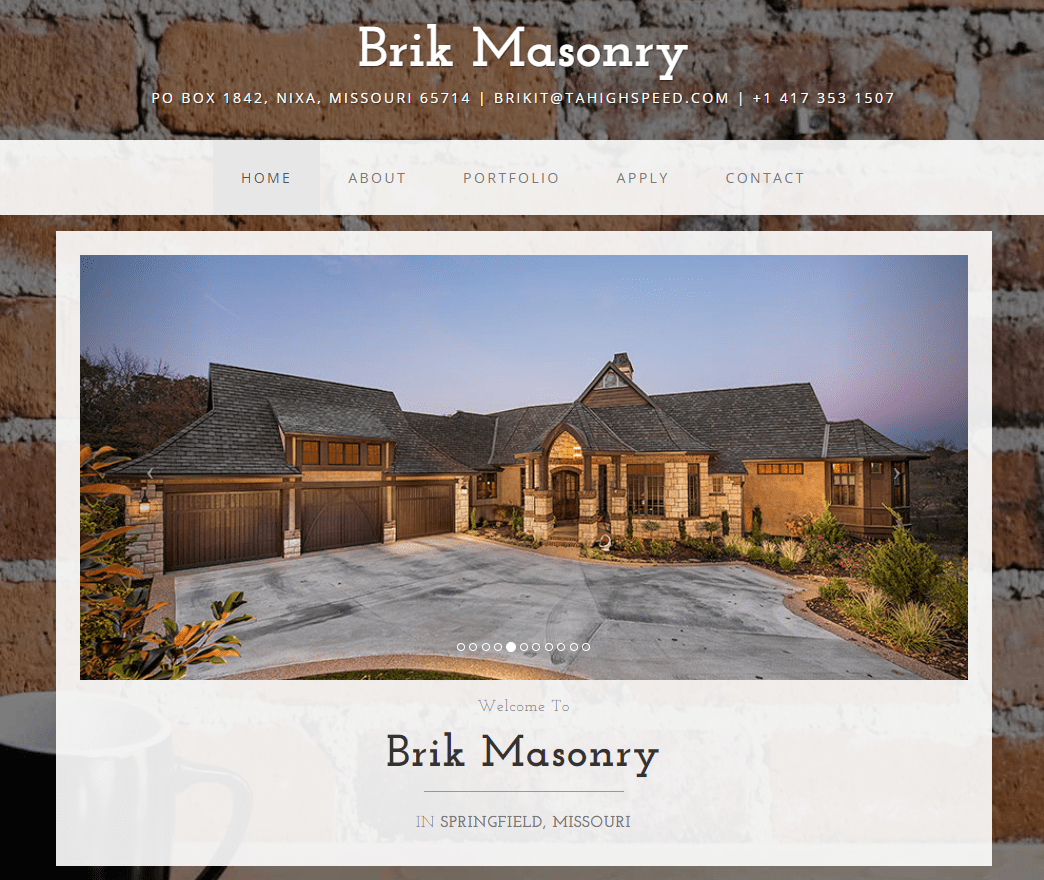 Brik Masonry
PO BOX 1842, NIXA, MISSOURI 65714 | BRIKIT@TAHIGHSPEED.COM | +1 417 353 1507
HOME ABOUT PORTFOLIO APPLY CONTACT
Welcome To
Brik Masonry
IN SPRINGFIELD, MISSOURI